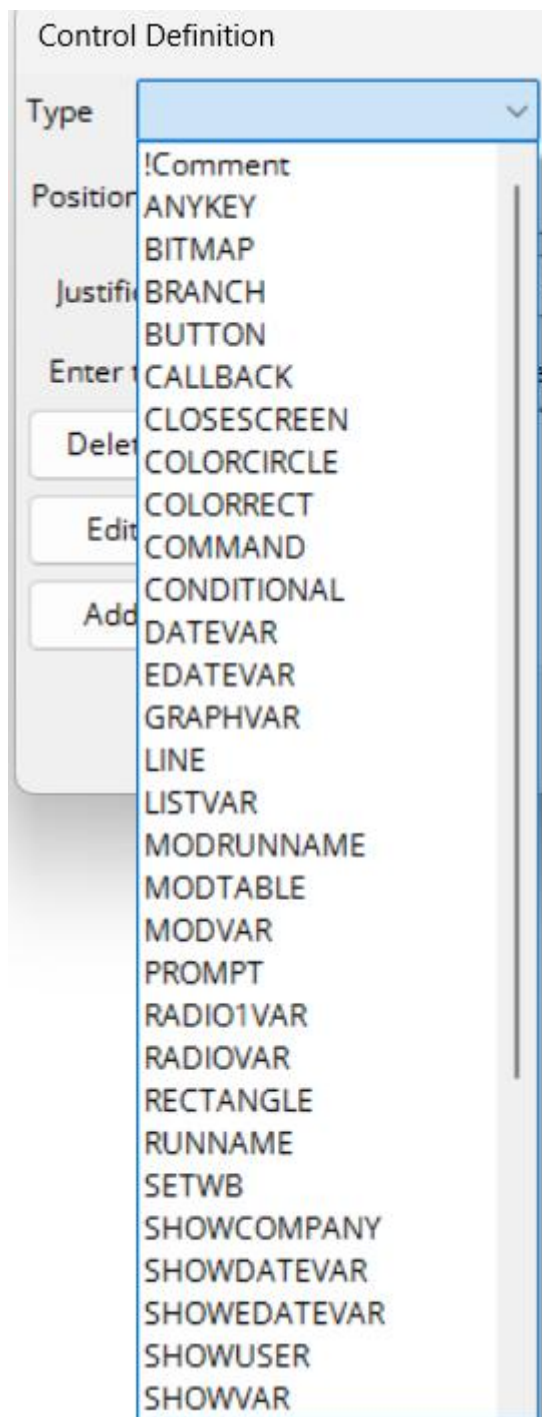 Control Definition
Type
!Comment
Position
ANYKEY
BITMAP
Justifi
BRANCH
BUTTON
Enter t
CALLBACK
CLOSESCREEN
Delet
COLORCIRCLE
COLORRECT
Edit
COMMAND
CONDITIONAL
Add
DATEVAR
EDATEVAR
GRAPHVAR
LINE
LISTVAR
MODRUNNAME
MODTABLE
MODVAR
PROMPT
RADIO1VAR
RADIOVAR
RECTANGLE
RUNNAME
SETWB
SHOWCOMPANY
SHOWDATEVAR
SHOWEDATEVAR
SHOWUSER
SHOWVAR